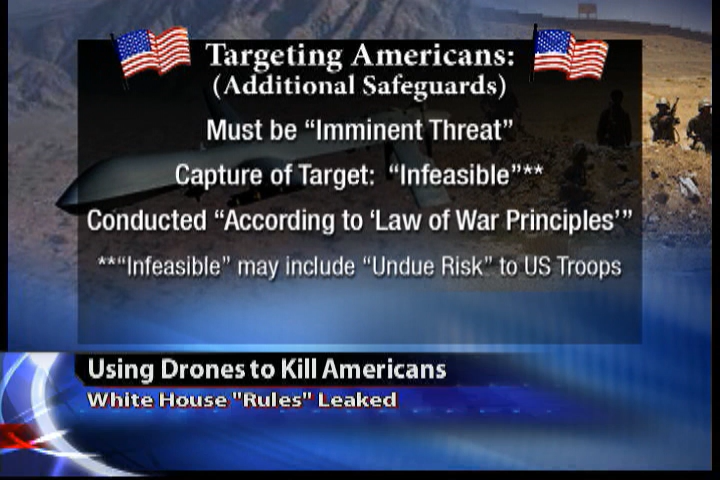 Targeting Americans:
(Additional Safeguards)
Must be “Imminent Threat”
Capture of Target: “Infeasible”**
Conducted “According to ‘Law of War Principles’”
**“Infeasible” may include “Undue Risk” to US Troops
Using Drones to Kill Americans
White House "Rules" Leaked